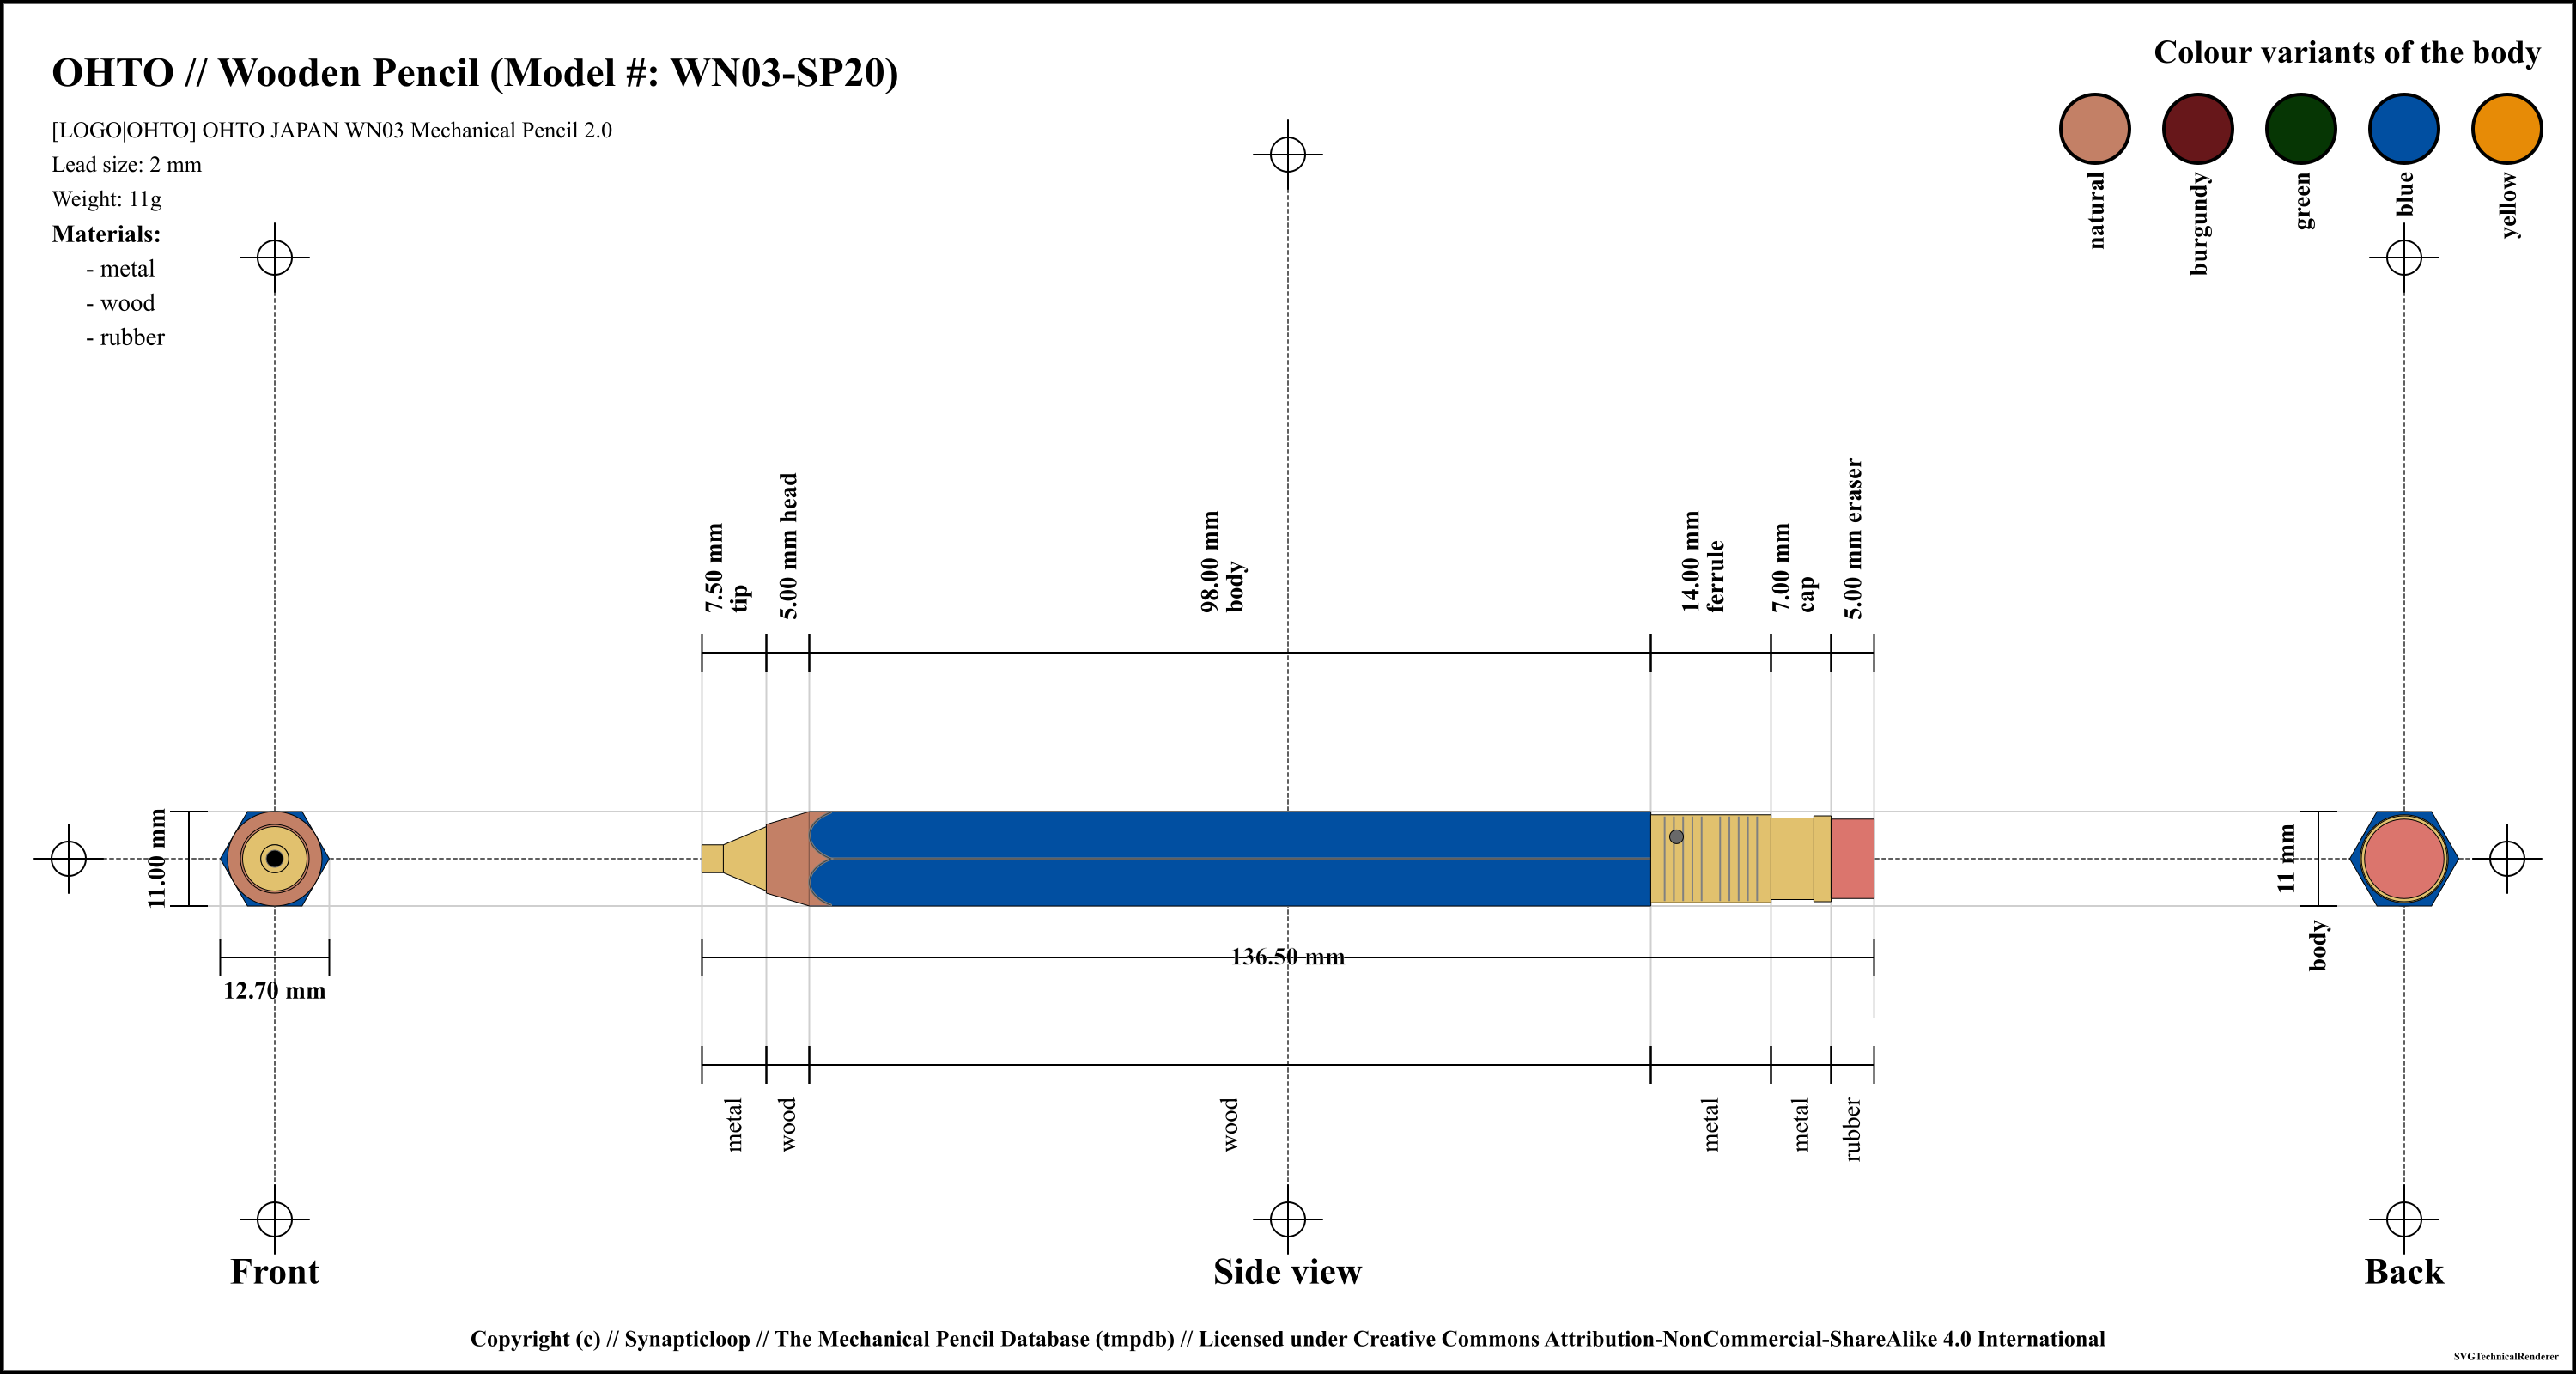 OHTO // Wooden Pencil (Model #: WN03-SP20)
[LOGO|OHTO] OHTO JAPAN WN03 Mechanical Pencil 2.0
Lead size: 2 mm
Weight: 11g
Materials:
- metal
- wood
- rubber
Colour variants of the body
natural
burgundy
green
blue
yellow
7.50 mm
tip
5.00 mm head
98.00 mm
body
14.00 mm
ferrule
7.00 mm
cap
5.00 mm eraser
11.00 mm
12.70 mm
136.50 mm
11 mm
body
metal
wood
wood
metal
metal
rubber
Front
Side view
Back
Copyright (c) // Synapticloop // The Mechanical Pencil Database (tmpdb) // Licensed under Creative Commons Attribution-NonCommercial-ShareAlike 4.0 International
SVGTechnicalRenderer